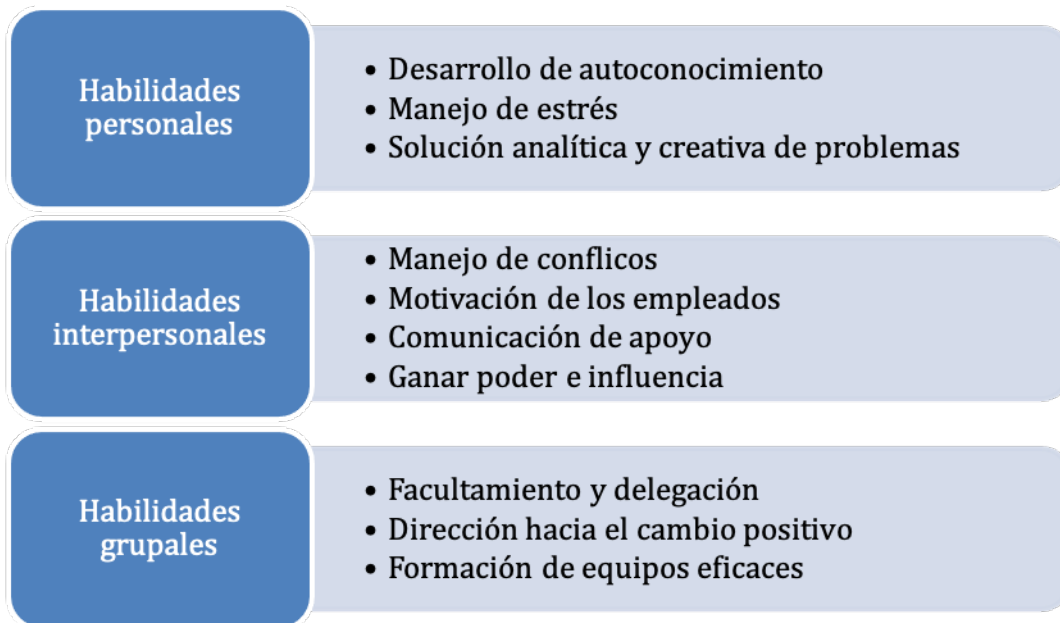 Habilidades
personales
• Desarrollo de autoconocimiento
• Manejo de estrés
• Solución analítica y creativa de problemas
Habilidades
interpersonales
• Manejo de conflicos
• Motivación de los empleados
• Comunicación de apoyo
• Ganar poder e influencia
Habilidades
grupales
• Facultamiento y delegación
• Dirección hacia el cambio positivo
• Formación de equipos eficaces